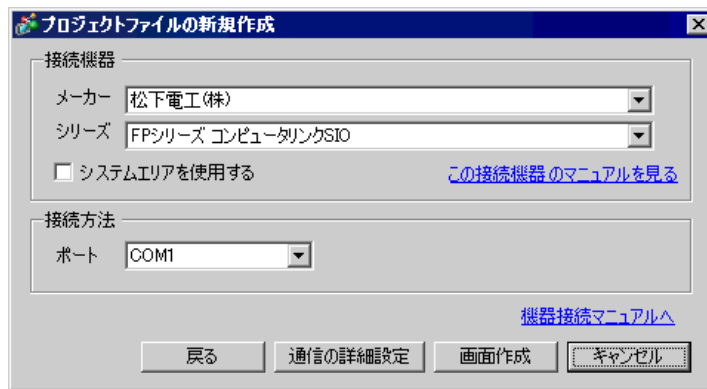 プロジェクトファイルの新規作成
接続機器
メーカー 松下電工(株)
シリーズ FPシリーズ コンピュータリンクSIO
システムエリアを使用する この接続機器のマニュアルを見る
接続方法
ポート COM1
機器接続マニュアルへ
戻る 通信の詳細設定 画面作成 キャンセル